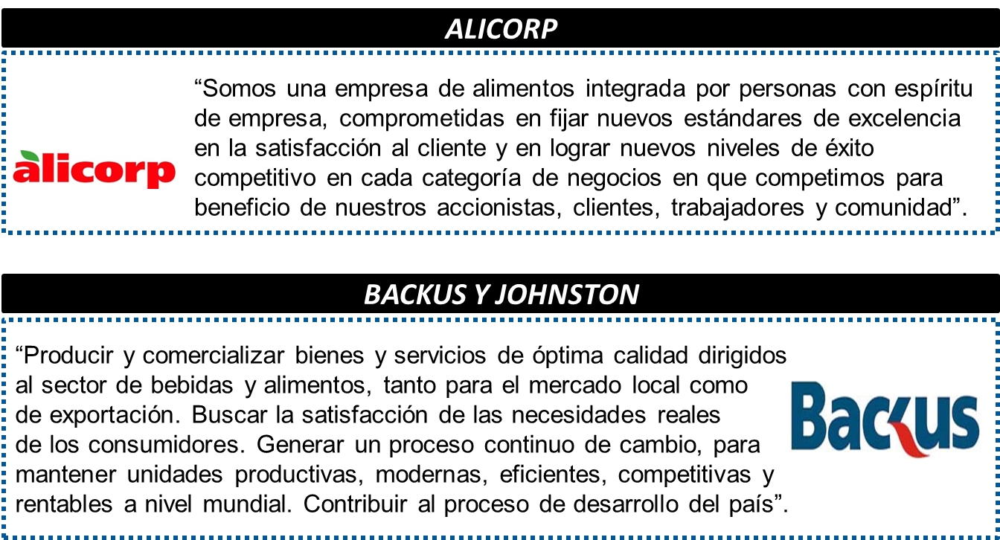 ALICORP
“Somos una empresa de alimentos integrada por personas con espíritu
de empresa, comprometidas en fijar nuevos estándares de excelencia
en la satisfacción al cliente y en lograr nuevos niveles de éxito
competitivo en cada categoría de negocios en que competimos para
beneficio de nuestros accionistas, clientes, trabajadores y comunidad”.
alicorp
BACKUS Y JOHNSTON
“Producir y comercializar bienes y servicios de óptima calidad dirigidos
al sector de bebidas y alimentos, tanto para el mercado local como
de exportación. Buscar la satisfacción de las necesidades reales
de los consumidores. Generar un proceso continuo de cambio, para
mantener unidades productivas, modernas, eficientes, competitivas y
rentables a nivel mundial. Contribuir al proceso de desarrollo del país”.
Backus